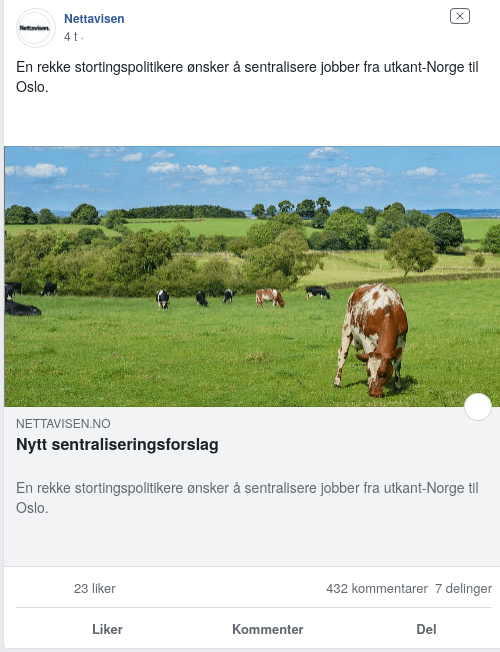 Nettavisen.
Nettavisen
4 t ·
En rekke stortingspolitikere ønsker å sentralisere jobber fra utkant-Norge til
Oslo.
NETTAVISEN.NO
Nytt sentraliseringsforslag
En rekke stortingspolitikere ønsker å sentralisere jobber fra utkant-Norge til
Oslo.
23 liker 432 kommentarer 7 delinger
Liker Kommenter Del